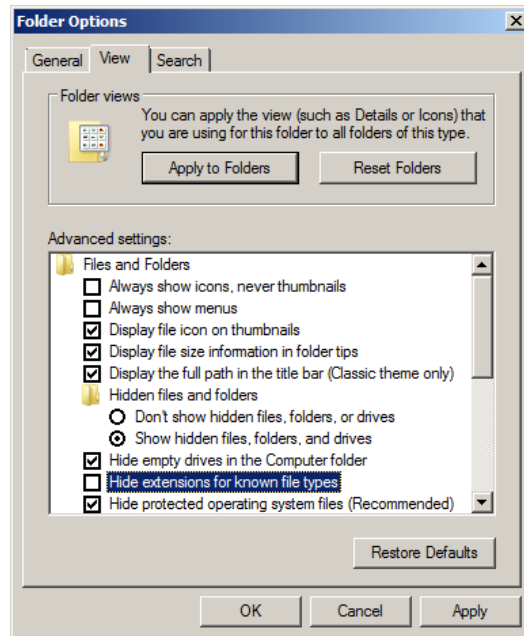 Folder Options
General View Search
Folder views
You can apply the view (such as Details or Icons) that
you are using for this folder to all folders of this type.
Apply to Folders Reset Folders
Advanced settings:
Files and Folders
Always show icons, never thumbnails
Always show menus
Display file icon on thumbnails
Display file size information in folder tips
Display the full path in the title bar (Classic theme only)
Hidden files and folders
Don't show hidden files, folders, or drives
Show hidden files, folders, and drives
Hide empty drives in the Computer folder
Hide extensions for known file types
Hide protected operating system files (Recommended)
Restore Defaults
OK Cancel Apply